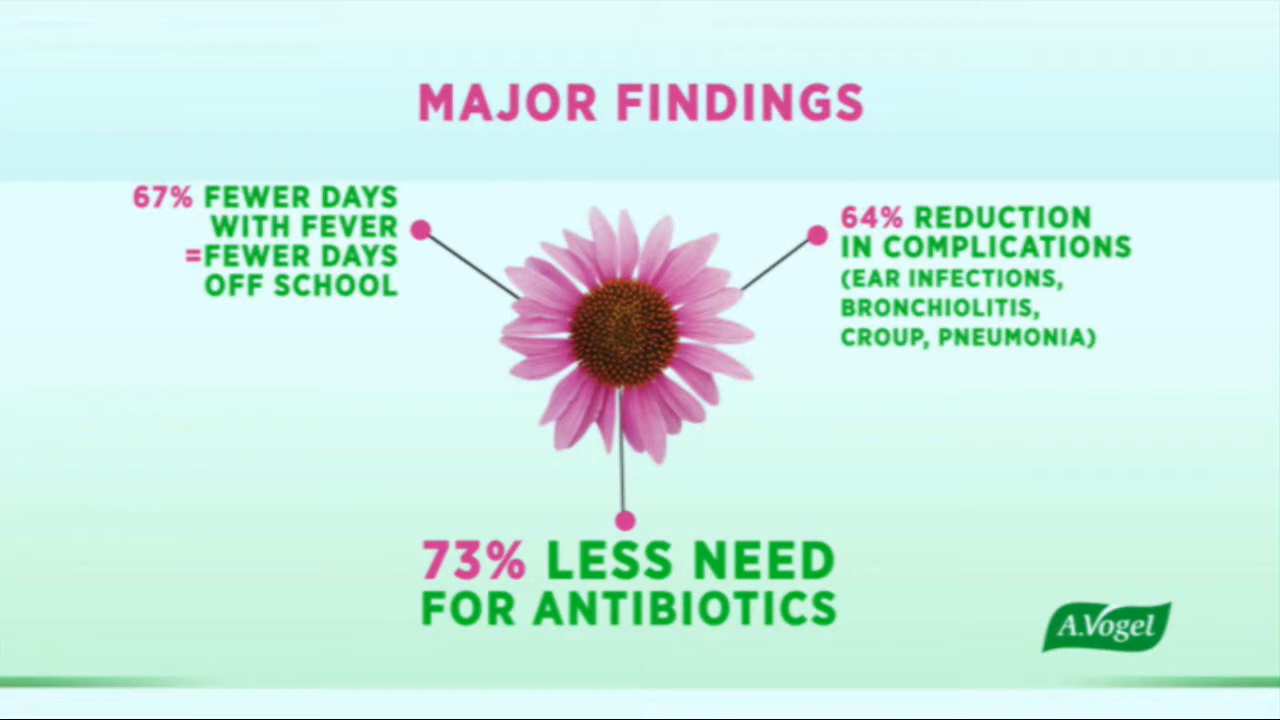 MAJOR FINDINGS
67% FEWER DAYS
WITH FEVER
=FEWER DAYS
OFF SCHOOL
64% REDUCTION
IN COMPLICATIONS
(EAR INFECTIONS,
BRONCHIOLITIS,
CROUP, PNEUMONIA)
73% LESS NEED
FOR ANTIBIOTICS
A.Vogel